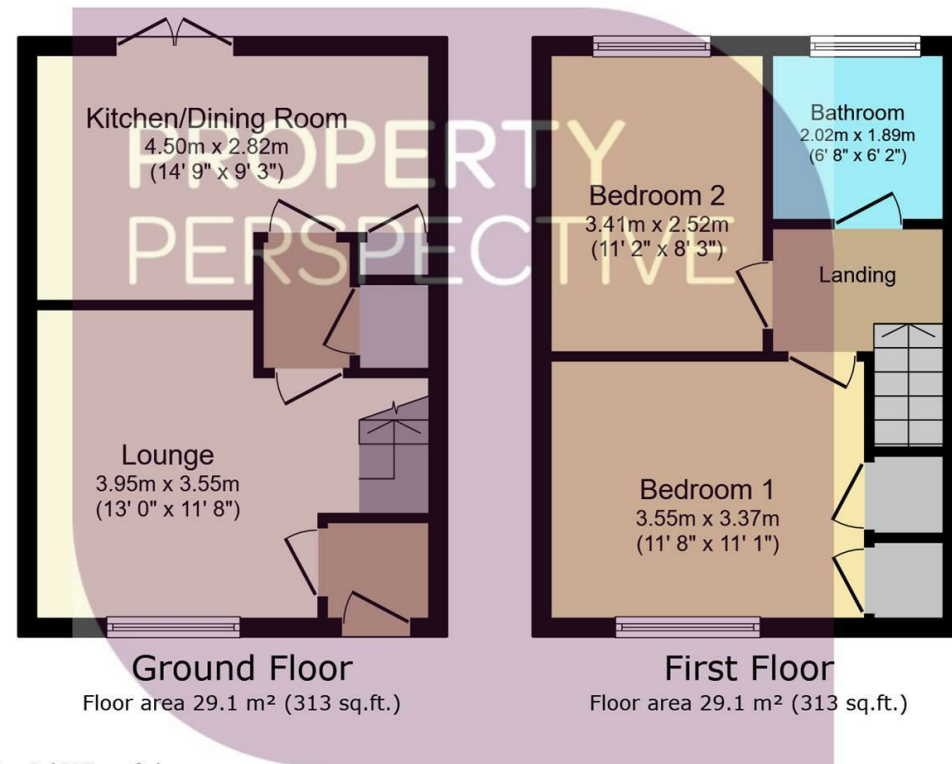 Kitchen/Dining Room
4.50m x 2.82m
(14' 9" x 9' 3")
PROPERTY
PERSPECTIVE
Lounge
3.95m x 3.55m
(13' 0" x 11' 8")
Ground Floor
Floor area 29.1 m² (313 sq.ft.)
Bathroom
2.02m x 1.89m
(6' 8" x 6' 2")
Bedroom 2
3.41m x 2.52m
(11' 2" x 8' 3")
Landing
Bedroom 1
3.55m x 3.37m
(11' 8" x 11' 1")
First Floor
Floor area 29.1 m² (313 sq.ft.)